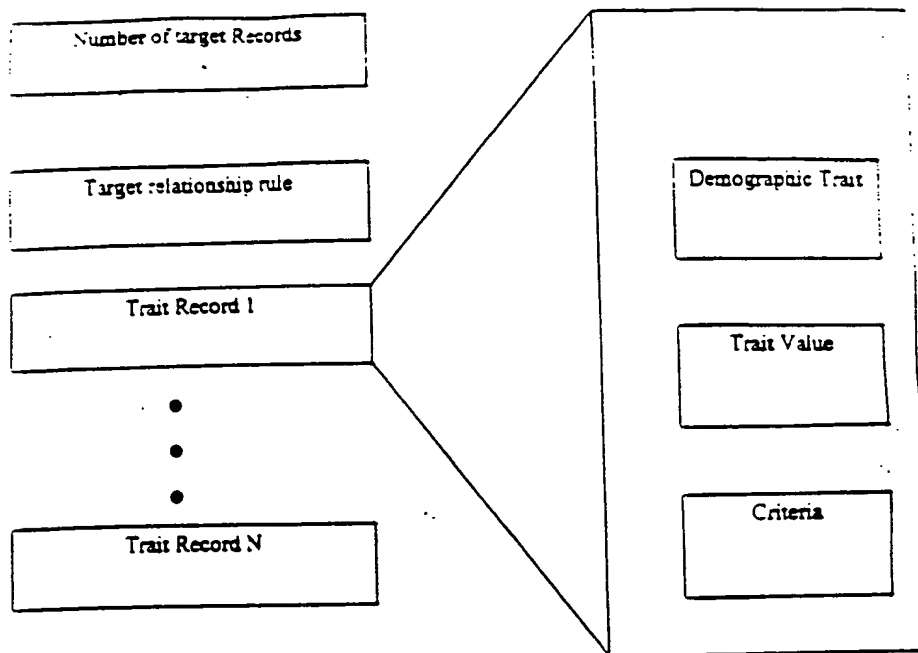 Number of target Records
Target relationship rule
Trait Record 1
Trait Record N
Demographic Trait
Trait Value
Criteria